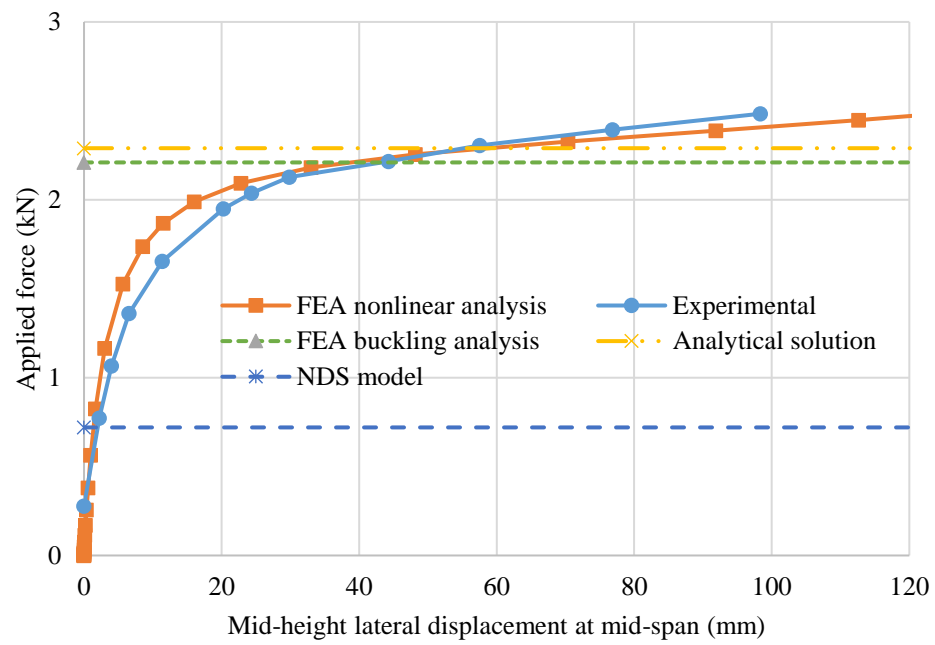 3
2
1
0
Applied force (kN)
FEA nonlinear analysis
Experimental
FEA buckling analysis
Analytical solution
NDS model
0 20 40 60 80 100 120
Mid-height lateral displacement at mid-span (mm)